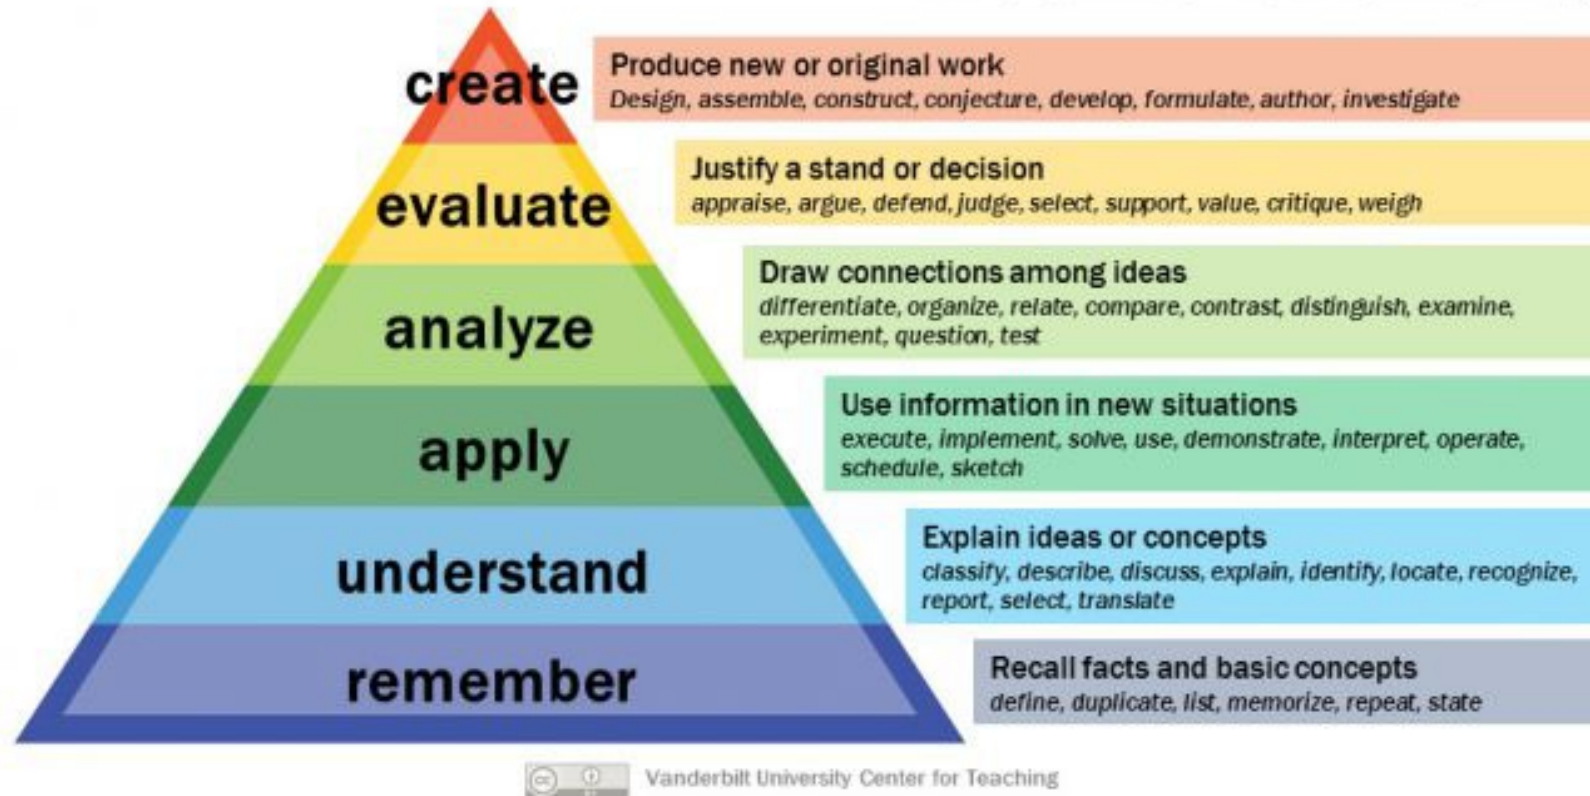 create
Produce new or original work
Design, assemble, construct, conjecture, develop, formulate, author, investigate
evaluate
Justify a stand or decision
appraise, argue, defend, judge, select, support, value, critique, weigh
analyze
Draw connections among ideas
differentiate, organize, relate, compare, contrast, distinguish, examine,
experiment, question, test
apply
Use information in new situations
execute, implement, solve, use, demonstrate, interpret, operate,
schedule, sketch
understand
Explain ideas or concepts
classify, describe, discuss, explain, identify, locate, recognize,
report, select, translate
remember
Recall facts and basic concepts
define, duplicate, list, memorize, repeat, state
cc
Vanderbilt University Center for Teaching